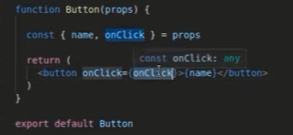 function Button(props) {
const { name, onClick } = props
const onClick: any
return (
<button onClick={onClick}>{name}</button>
)
}
export default Button